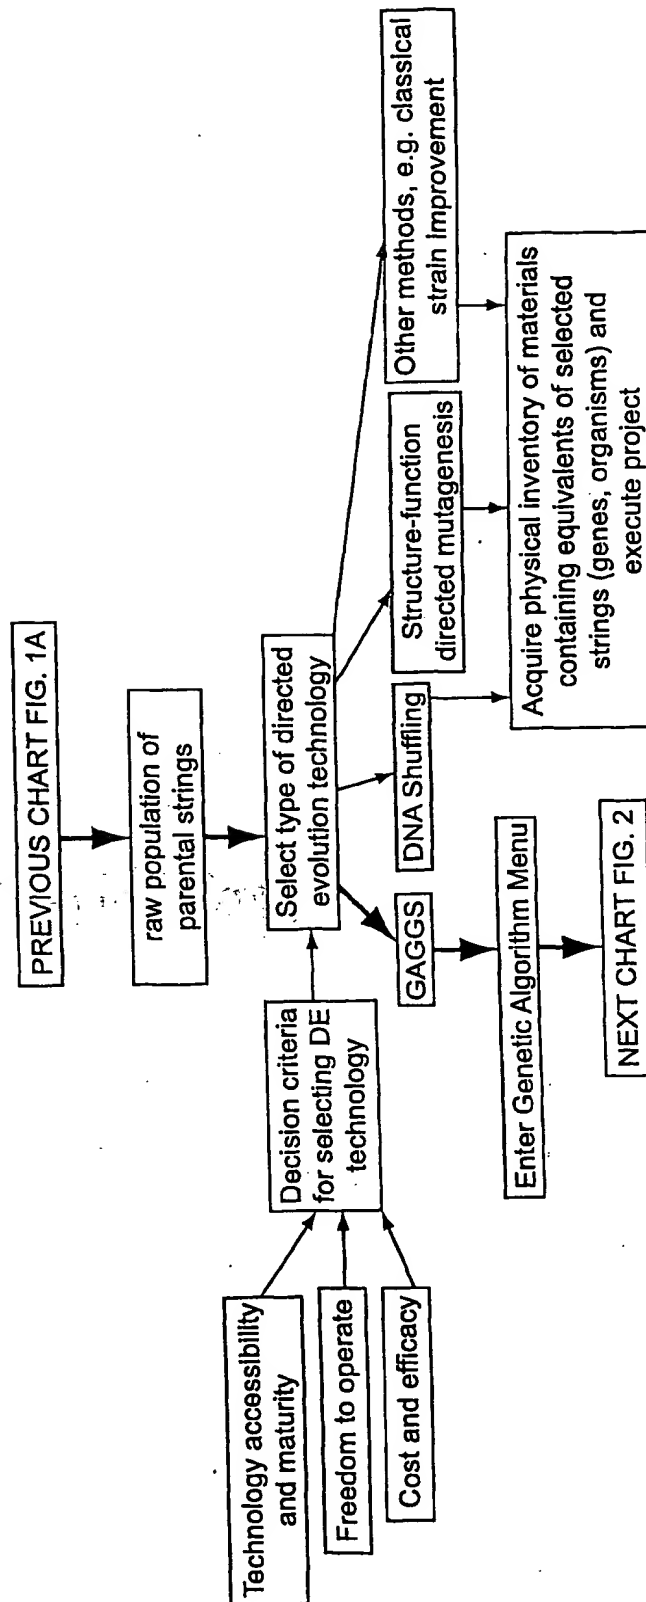 PREVIOUS CHART FIG. 1A
raw population of
parental strings
Technology accessibility
and maturity
Freedom to operate
Cost and efficacy
Decision criteria
for selecting DE
technology
Select type of directed
evolution technology
GAGGS
DNA Shuffling
Structure-function
directed mutagenesis
Other methods, e.g. classical
strain improvement
Enter Genetic Algorithm Menu
Acquire physical inventory of materials
containing equivalents of selected
strings (genes, organisms) and
execute project
NEXT CHART FIG. 2